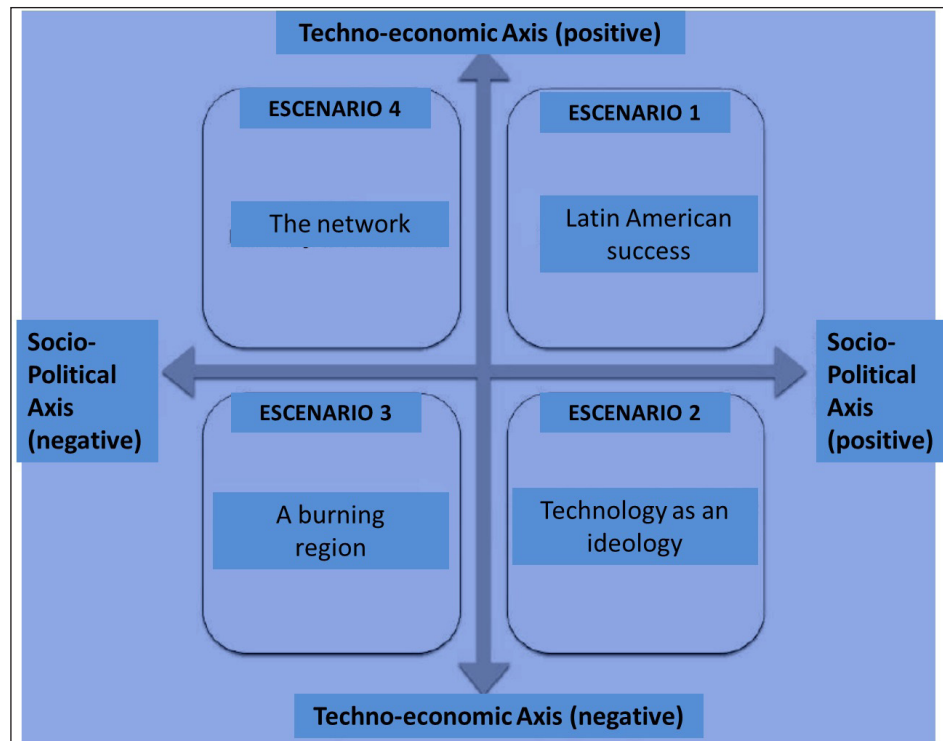 Techno-economic Axis (positive)
ESCENARIO 4
ESCENARIO 1
The network
Latin American
success
Socio-
Political
Axis
(negative)
Socio-
Political
Axis
(positive)
ESCENARIO 3
ESCENARIO 2
A burning
region
Technology as an
ideology
Techno-economic Axis (negative)